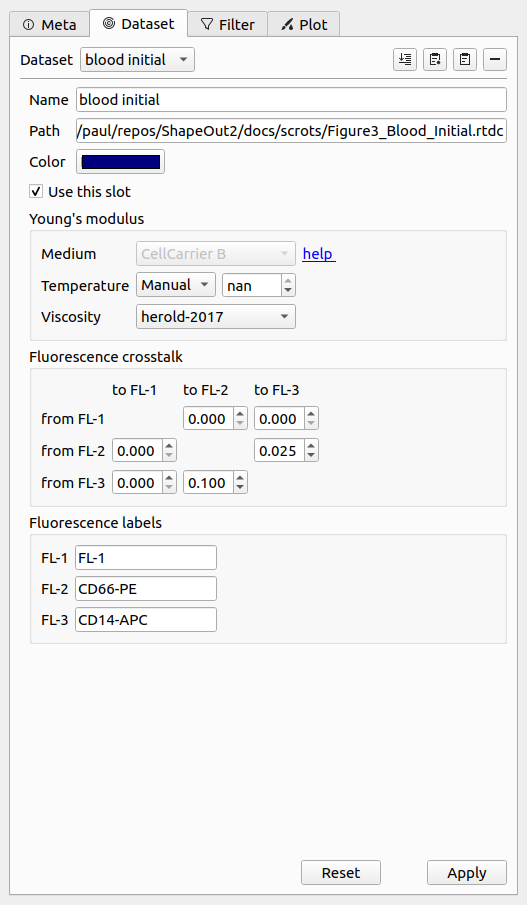 Meta Dataset Filter Plot
Dataset blood initial
Name blood initial
Path /paul/repos/ShapeOut2/docs/scrots/Figure3_Blood_Initial.rtdc
Color
Use this slot
Young's modulus
Medium CellCarrier B help
Temperature Manual nan
Viscosity herold-2017
Fluorescence crosstalk
to FL-1 to FL-2 to FL-3
from FL-1 0.000 0.000
from FL-2 0.000 0.025
from FL-3 0.000 0.100
Fluorescence labels
FL-1 FL-1
FL-2 CD66-PE
FL-3 CD14-APC
Reset Apply